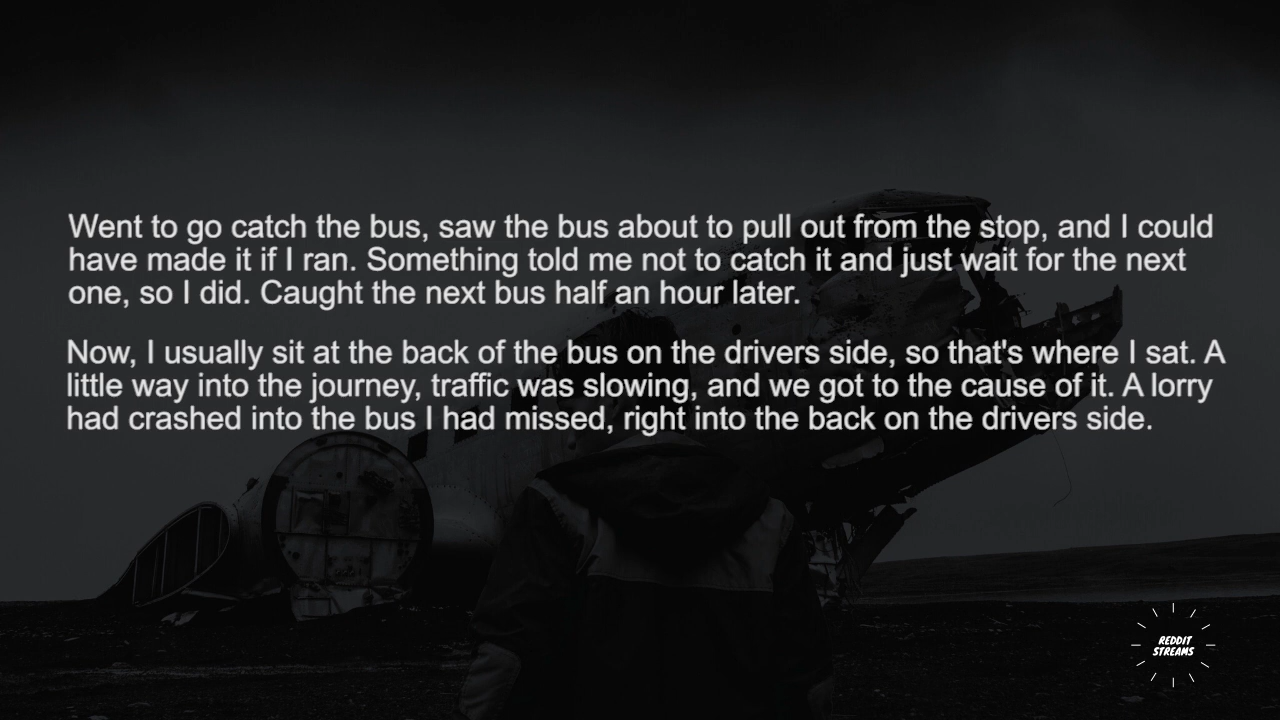 Went to go catch the bus, saw the bus about to pull out from the stop, and I could
have made it if I ran. Something told me not to catch it and just wait for the next
one, so I did. Caught the next bus half an hour later.
Now, I usually sit at the back of the bus on the drivers side, so that's where I sat. A
little way into the journey, traffic was slowing, and we got to the cause of it. A lorry
had crashed into the bus I had missed, right into the back on the drivers side.
REDDIT
STREAMS